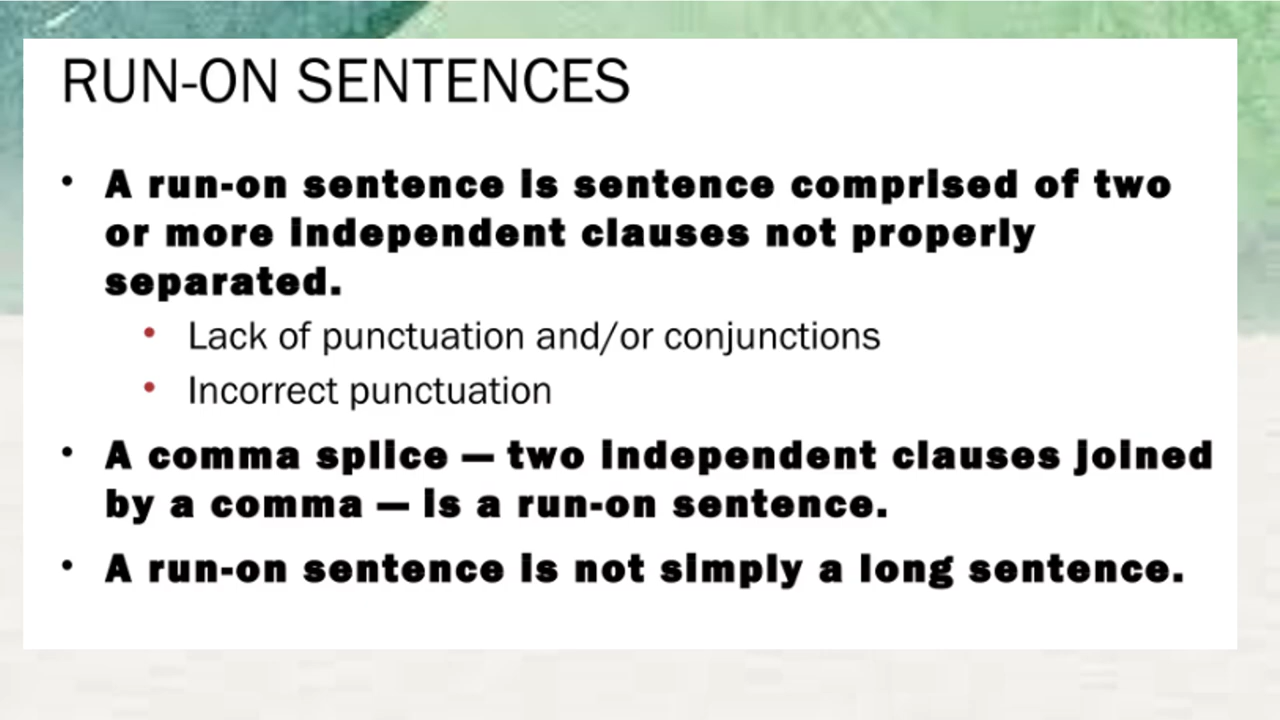 RUN-ON SENTENCES
• A run-on sentence is sentence comprised of two
or more independent clauses not properly
separated.
• Lack of punctuation and/or conjunctions
• Incorrect punctuation
• A comma splice — two independent clauses joined
by a comma — is a run-on sentence.
• A run-on sentence is not simply a long sentence.